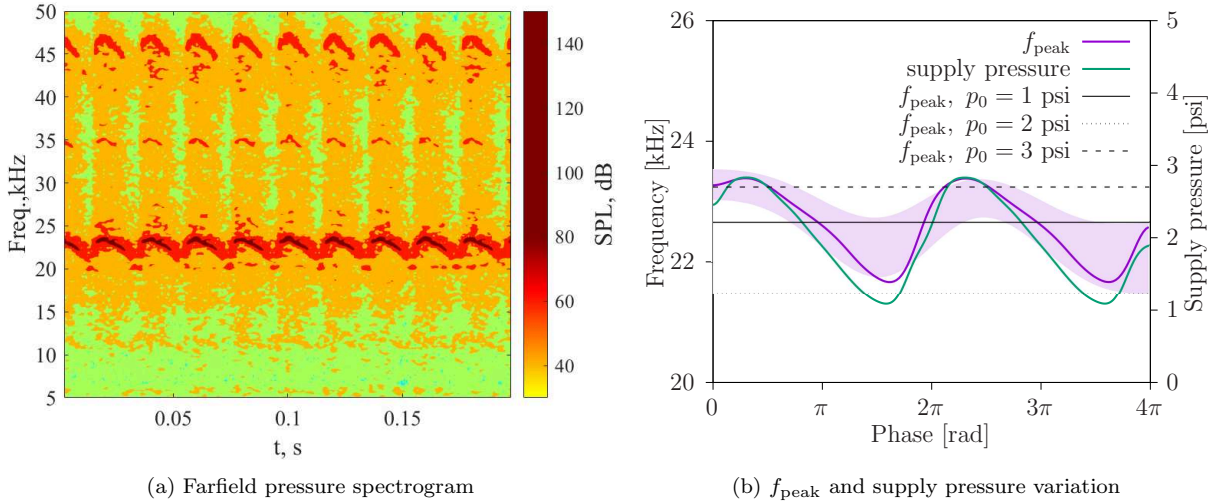 50
45
40
35
30
25
20
15
10
5
Freq.,kHz
0.05
0.1
0.15
t, s
140
120
100
80
60
40
SPL, dB
(a) Farfield pressure spectrogram
26
24
22
20
Frequency [kHz]
f_peak
supply pressure
f_peak, p_0 = 1 psi
f_peak, p_0 = 2 psi
f_peak, p_0 = 3 psi
5
4
3
2
1
0
Supply pressure [psi]
0
π
2π
3π
4π
Phase [rad]
(b) f_peak and supply pressure variation